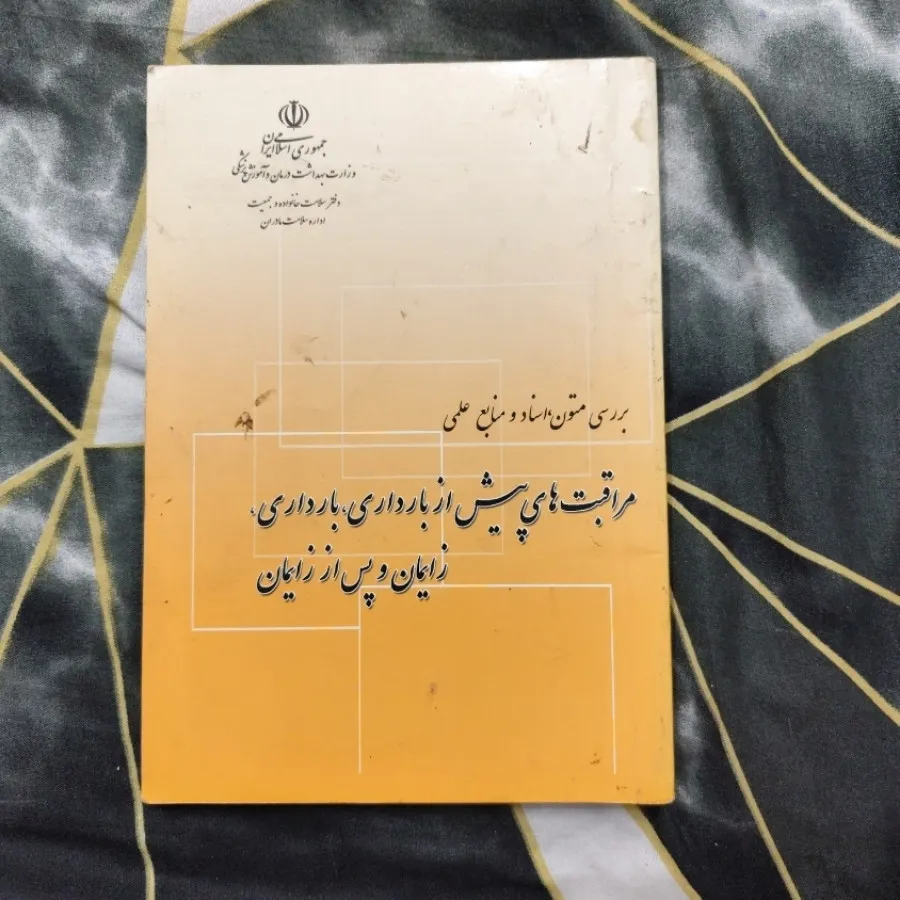 جمهوری اسلامی ایران
وزارت بهداشت درمان و آموزش پزشکی
دفتر سلامت خانواده و جمعیت
اداره سلامت مادران
بررسی متون، اسناد و منابع علمی
مراقبت های پیش از بارداری، بارداری،
زایمان و پس از زایمان